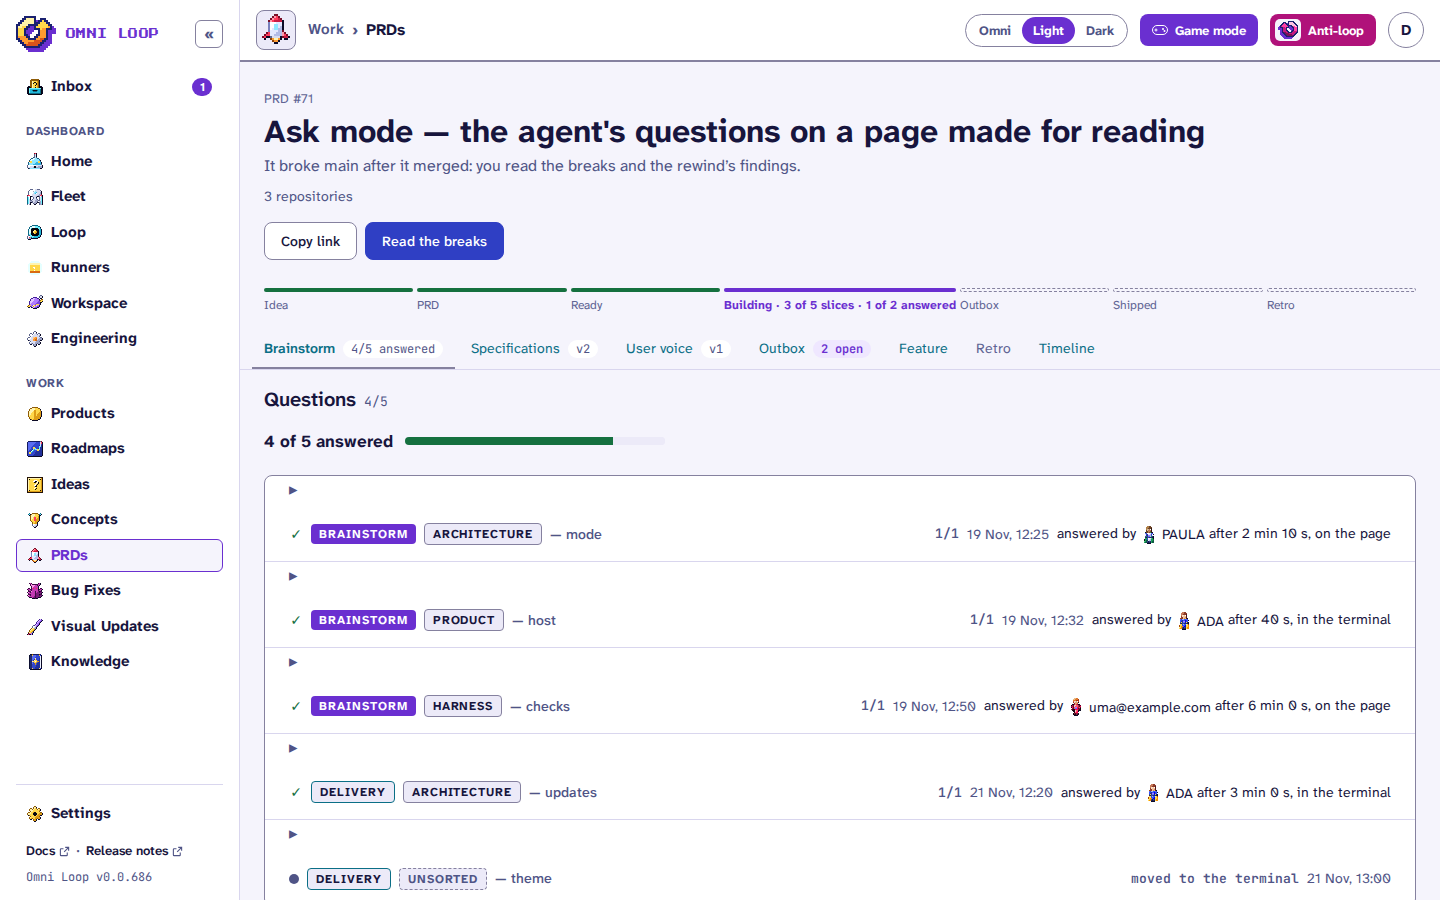 OMNI LOOP
«
Inbox
1
DASHBOARD
Home
Fleet
Loop
Runners
Workspace
Engineering
WORK
Products
Roadmaps
Ideas
Concepts
PRDs
Bug Fixes
Visual Updates
Knowledge
Settings
Docs · Release notes
Omni Loop v0.0.686
Work › PRDs
Omni Light Dark
Game mode
Anti-loop
D
PRD #71
Ask mode — the agent's questions on a page made for reading
It broke main after it merged: you read the breaks and the rewind's findings.
3 repositories
Copy link
Read the breaks
Idea
PRD
Ready
Building · 3 of 5 slices · 1 of 2 answered
Outbox
Shipped
Retro
Brainstorm 4/5 answered
Specifications v2
User voice v1
Outbox 2 open
Feature
Retro
Timeline
Questions 4/5
4 of 5 answered
✓ BRAINSTORM ARCHITECTURE — mode 1/1 19 Nov, 12:25 answered by PAULA after 2 min 10 s, on the page
✓ BRAINSTORM PRODUCT — host 1/1 19 Nov, 12:32 answered by ADA after 40 s, in the terminal
✓ BRAINSTORM HARNESS — checks 1/1 19 Nov, 12:50 answered by uma@example.com after 6 min 0 s, on the page
✓ DELIVERY ARCHITECTURE — updates 1/1 21 Nov, 12:20 answered by ADA after 3 min 0 s, in the terminal
DELIVERY UNSORTED — theme moved to the terminal 21 Nov, 13:00